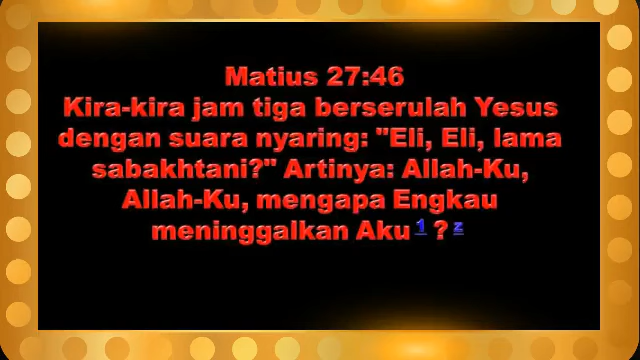 Matius 27:46
Kira-kira jam tiga berserulah Yesus
dengan suara nyaring: "Eli, Eli, lama
sabakhtani?" Artinya: Allah-Ku,
Allah-Ku, mengapa Engkau
meninggalkan Aku 1 ? z